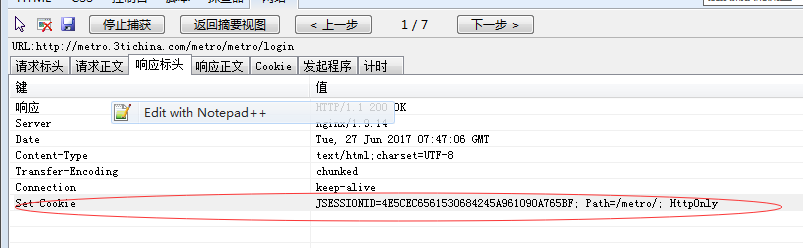 停止捕获 返回摘要视图 < 上一步 1 / 7 下一步 >
URL:http://metro.3tichina.com/metro/metro/login
请求标头 请求正文 响应标头 响应正文 Cookie 发起程序 计时
键 值
响应 HTTP/1.1 200 OK
Edit with Notepad++
Server nginx/1.9.14
Date Tue, 27 Jun 2017 07:47:06 GMT
Content-Type text/html;charset=UTF-8
Transfer-Encoding chunked
Connection keep-alive
Set-Cookie JSESSIONID=4E5CEC6561530684245A961090A765BF; Path=/metro/; HttpOnly